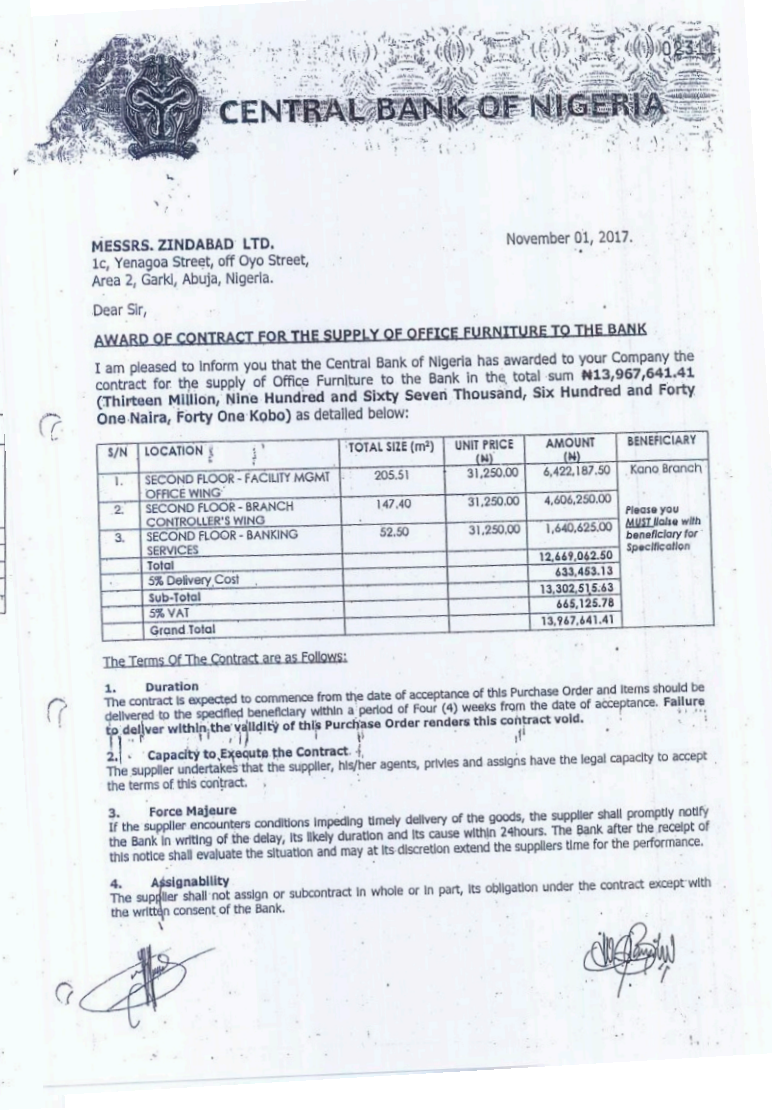 02311
CENTRAL BANK OF NIGERIA
November 01, 2017.
MESSRS. ZINDABAD LTD.
1c, Yenagoa Street, off Oyo Street,
Area 2, Garki, Abuja, Nigeria.
Dear Sir,
AWARD OF CONTRACT FOR THE SUPPLY OF OFFICE FURNITURE TO THE BANK
I am pleased to inform you that the Central Bank of Nigeria has awarded to your Company the
contract for the supply of Office Furniture to the Bank in the total sum ₦13,967,641.41
(Thirteen Million, Nine Hundred and Sixty Seven Thousand, Six Hundred and Forty
One Naira, Forty One Kobo) as detailed below:
S/N LOCATION TOTAL SIZE (m²) UNIT PRICE (₦) AMOUNT (₦) BENEFICIARY
1. SECOND FLOOR - FACILITY MGMT OFFICE WING 205.51 31,250.00 6,422,187.50 Kano Branch
2. SECOND FLOOR - BRANCH CONTROLLER'S WING 147.40 31,250.00 4,606,250.00
3. SECOND FLOOR - BANKING SERVICES 52.50 31,250.00 1,640,625.00
Please you
MUST liaise with
beneficiary for
Specification
Total 12,669,062.50
5% Delivery Cost 633,453.13
Sub-Total 13,302,515.63
5% VAT 665,125.78
Grand Total 13,967,641.41
The Terms Of The Contract are as Follows:
1. Duration
The contract is expected to commence from the date of acceptance of this Purchase Order and items should be
delivered to the specified beneficiary within a period of Four (4) weeks from the date of acceptance. Failure
to deliver within the validity of this Purchase Order renders this contract void.
2. Capacity to Execute the Contract
The supplier undertakes that the supplier, his/her agents, privies and assigns have the legal capacity to accept
the terms of this contract.
3. Force Majeure
If the supplier encounters conditions impeding timely delivery of the goods, the supplier shall promptly notify
the Bank in writing of the delay, its likely duration and its cause within 24hours. The Bank after the receipt of
this notice shall evaluate the situation and may at its discretion extend the suppliers time for the performance.
4. Assignability
The supplier shall not assign or subcontract in whole or in part, its obligation under the contract except with
the written consent of the Bank.